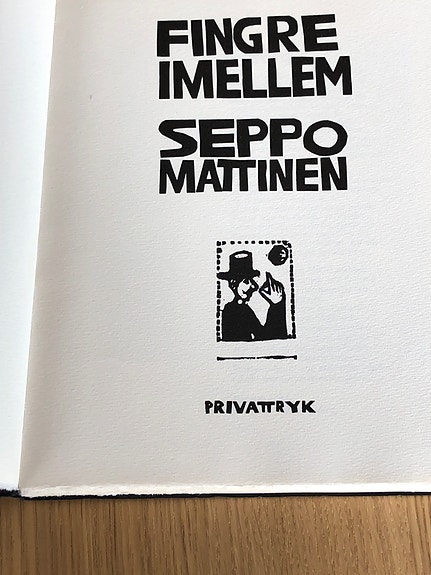 FINGRE
IMELLEM
SEPPO
MATTINEN
PRIVATTRYK